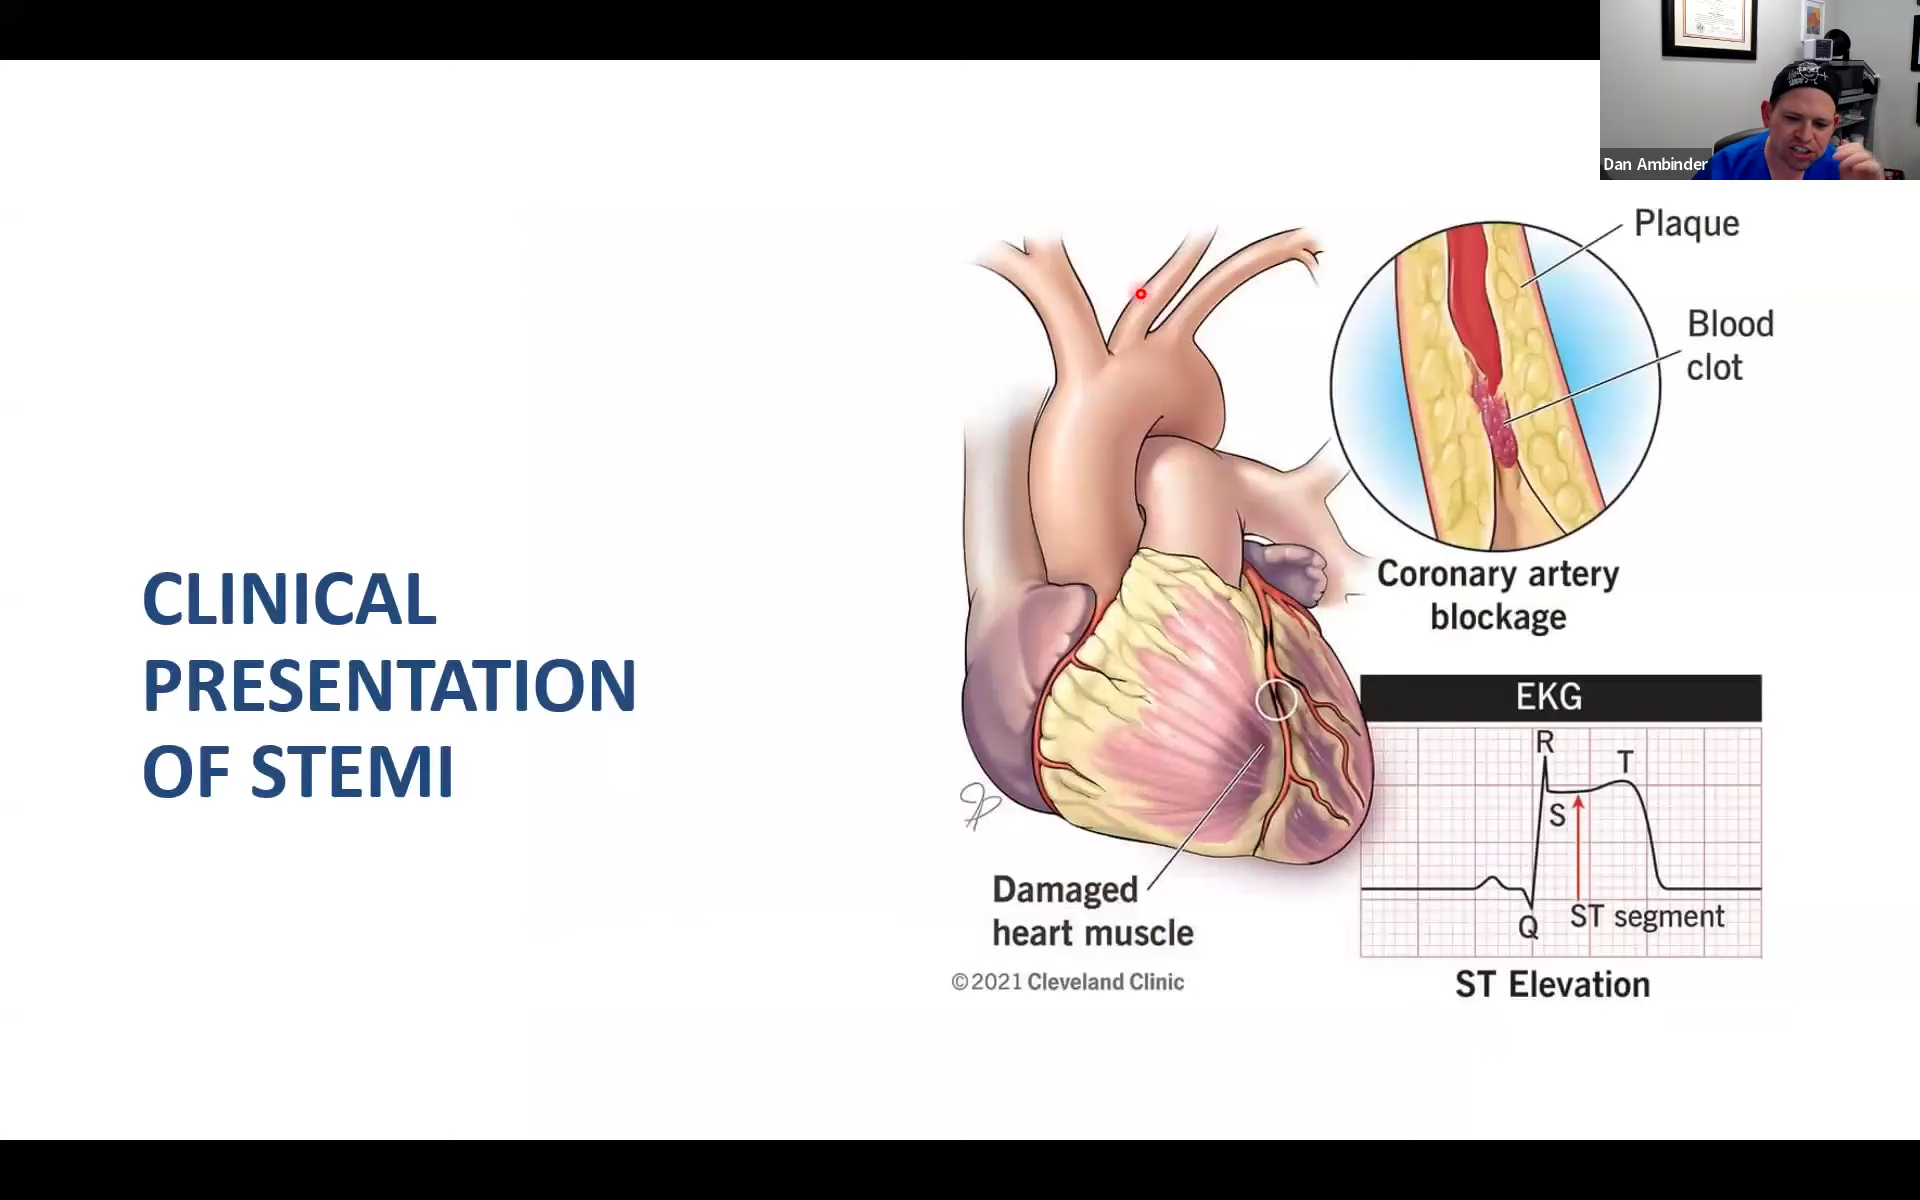 Dan Ambinder
CLINICAL
PRESENTATION
OF STEMI
Plaque
Blood
clot
Coronary artery
blockage
EKG
R
T
S
Q
ST segment
ST Elevation
Damaged
heart muscle
©2021 Cleveland Clinic